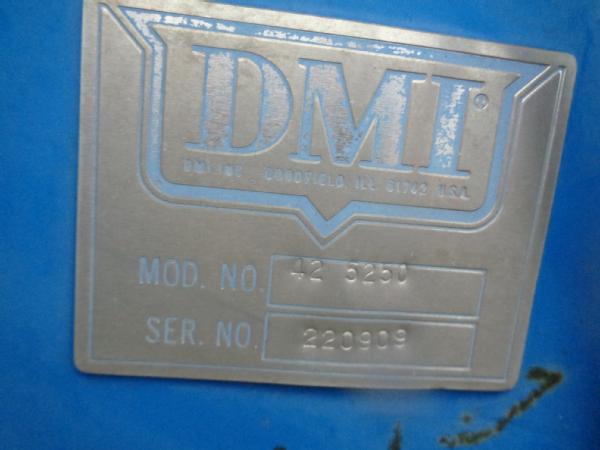 DMI®
DMI INC., GOODFIELD, ILL 61742 U.S.A.
MOD. NO. 42 5250
SER. NO. 220909